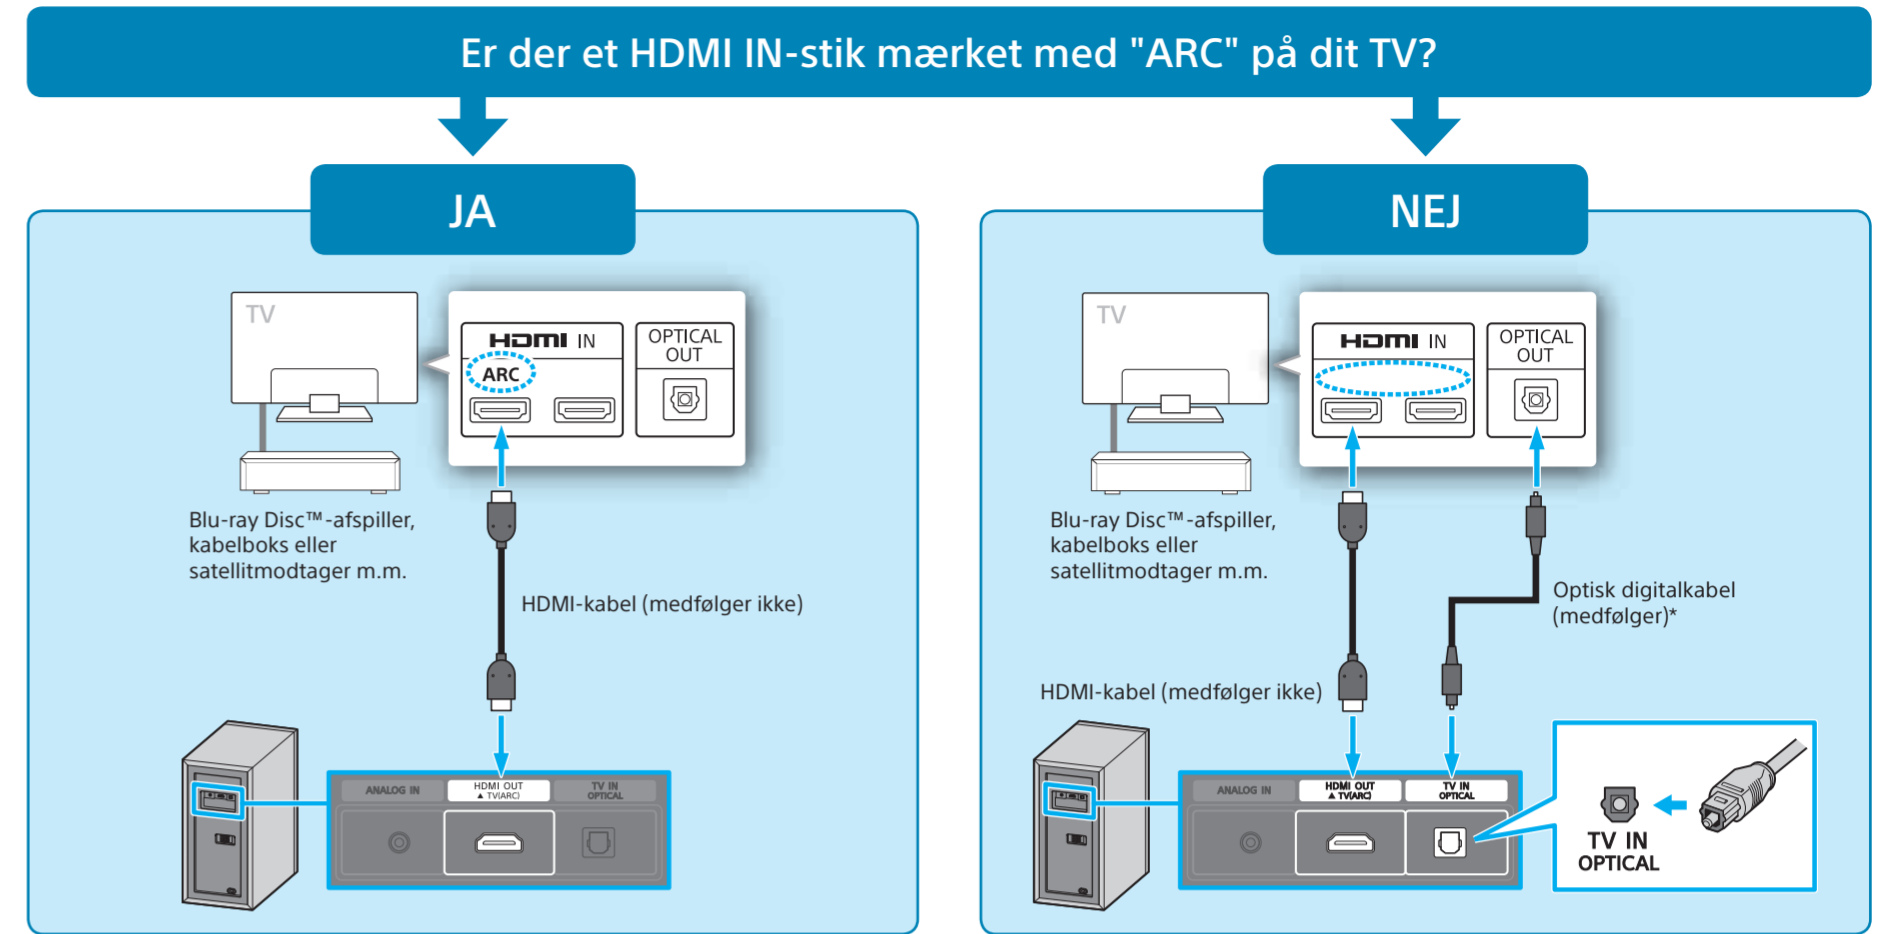 Er der et HDMI IN-stik mærket med "ARC" på dit TV?
JA
TV
HDMI IN
ARC
OPTICAL
OUT
Blu-ray Disc™-afspiller,
kabelboks eller
satellitmodtager m.m.
HDMI-kabel (medfølger ikke)
ANALOG IN
HDMI OUT
▲ TV(ARC)
TV IN
OPTICAL
NEJ
TV
HDMI IN
OPTICAL
OUT
Blu-ray Disc™-afspiller,
kabelboks eller
satellitmodtager m.m.
Optisk digitalkabel
(medfølger)*
HDMI-kabel (medfølger ikke)
ANALOG IN
HDMI OUT
▲ TV(ARC)
TV IN
OPTICAL
TV IN
OPTICAL